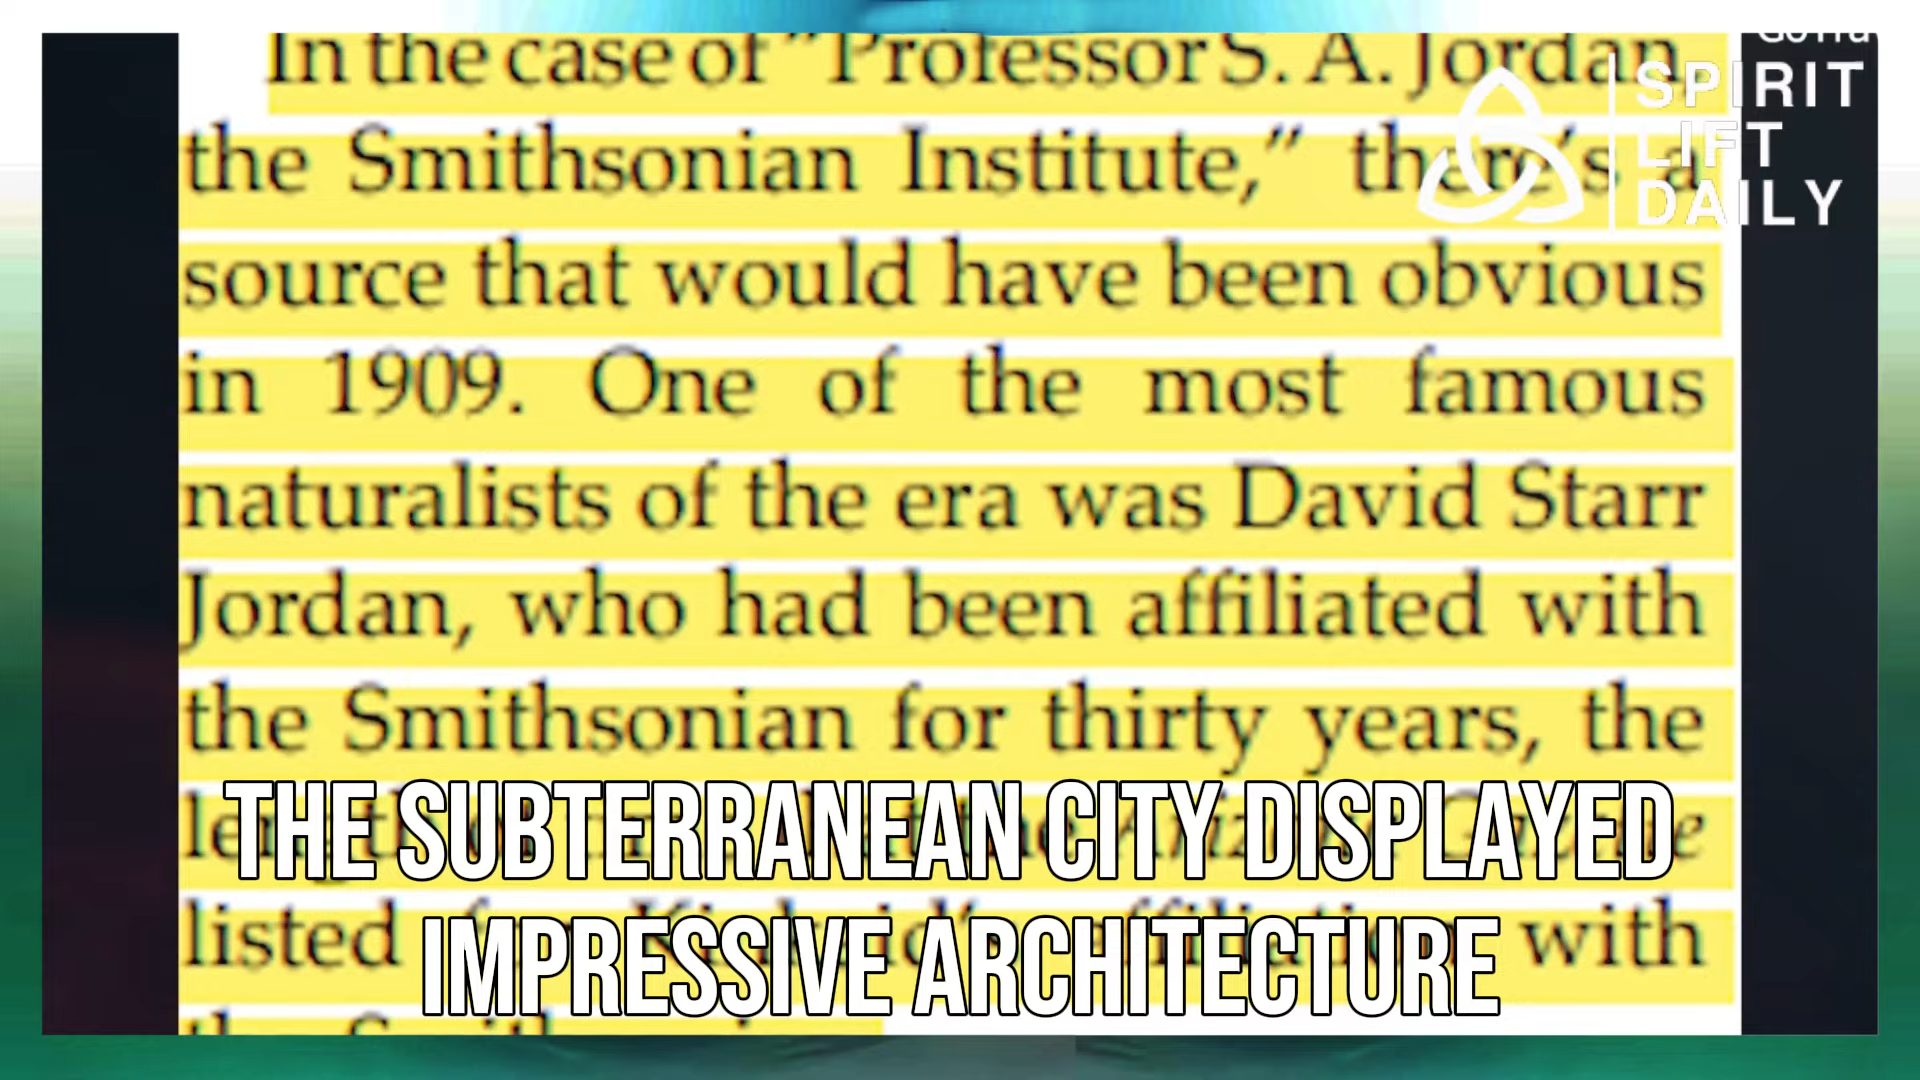 In the case of "Professor S. A. Jordan,
the Smithsonian Institute," there's a
source that would have been obvious
in 1909. One of the most famous
naturalists of the era was David Starr
Jordan, who had been affiliated with
the Smithsonian for thirty years, the
listed with
SPIRIT
LIFT
DAILY
THE SUBTERRANEAN CITY DISPLAYED
IMPRESSIVE ARCHITECTURE